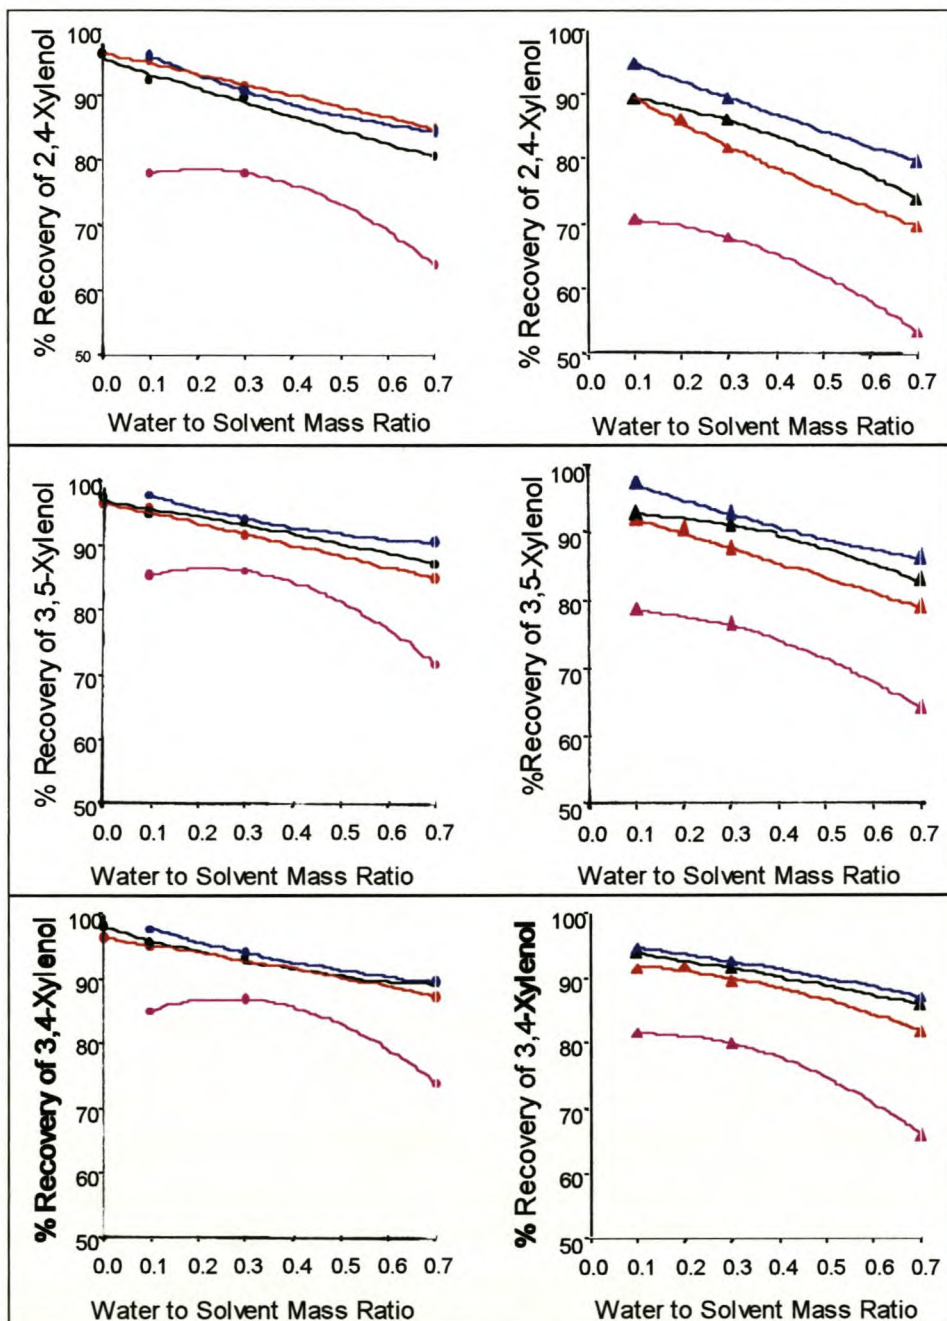 % Recovery of 2,4-Xylenol
100
90
80
70
60
50
0.0 0.1 0.2 0.3 0.4 0.5 0.6 0.7
Water to Solvent Mass Ratio
% Recovery of 2,4-Xylenol
100
90
80
70
60
50
0.0 0.1 0.2 0.3 0.4 0.5 0.6 0.7
Water to Solvent Mass Ratio
% Recovery of 3,5-Xylenol
100
90
80
70
60
50
0.0 0.1 0.2 0.3 0.4 0.5 0.6 0.7
Water to Solvent Mass Ratio
%Recovery of 3,5-Xylenol
100
90
80
70
60
50
0.0 0.1 0.2 0.3 0.4 0.5 0.6 0.7
Water to Solvent Mass Ratio
% Recovery of 3,4-Xylenol
100
90
80
70
60
50
0.0 0.1 0.2 0.3 0.4 0.5 0.6 0.7
Water to Solvent Mass Ratio
% Recovery of 3,4-Xylenol
100
90
80
70
60
50
0.0 0.1 0.2 0.3 0.4 0.5 0.6 0.7
Water to Solvent Mass Ratio